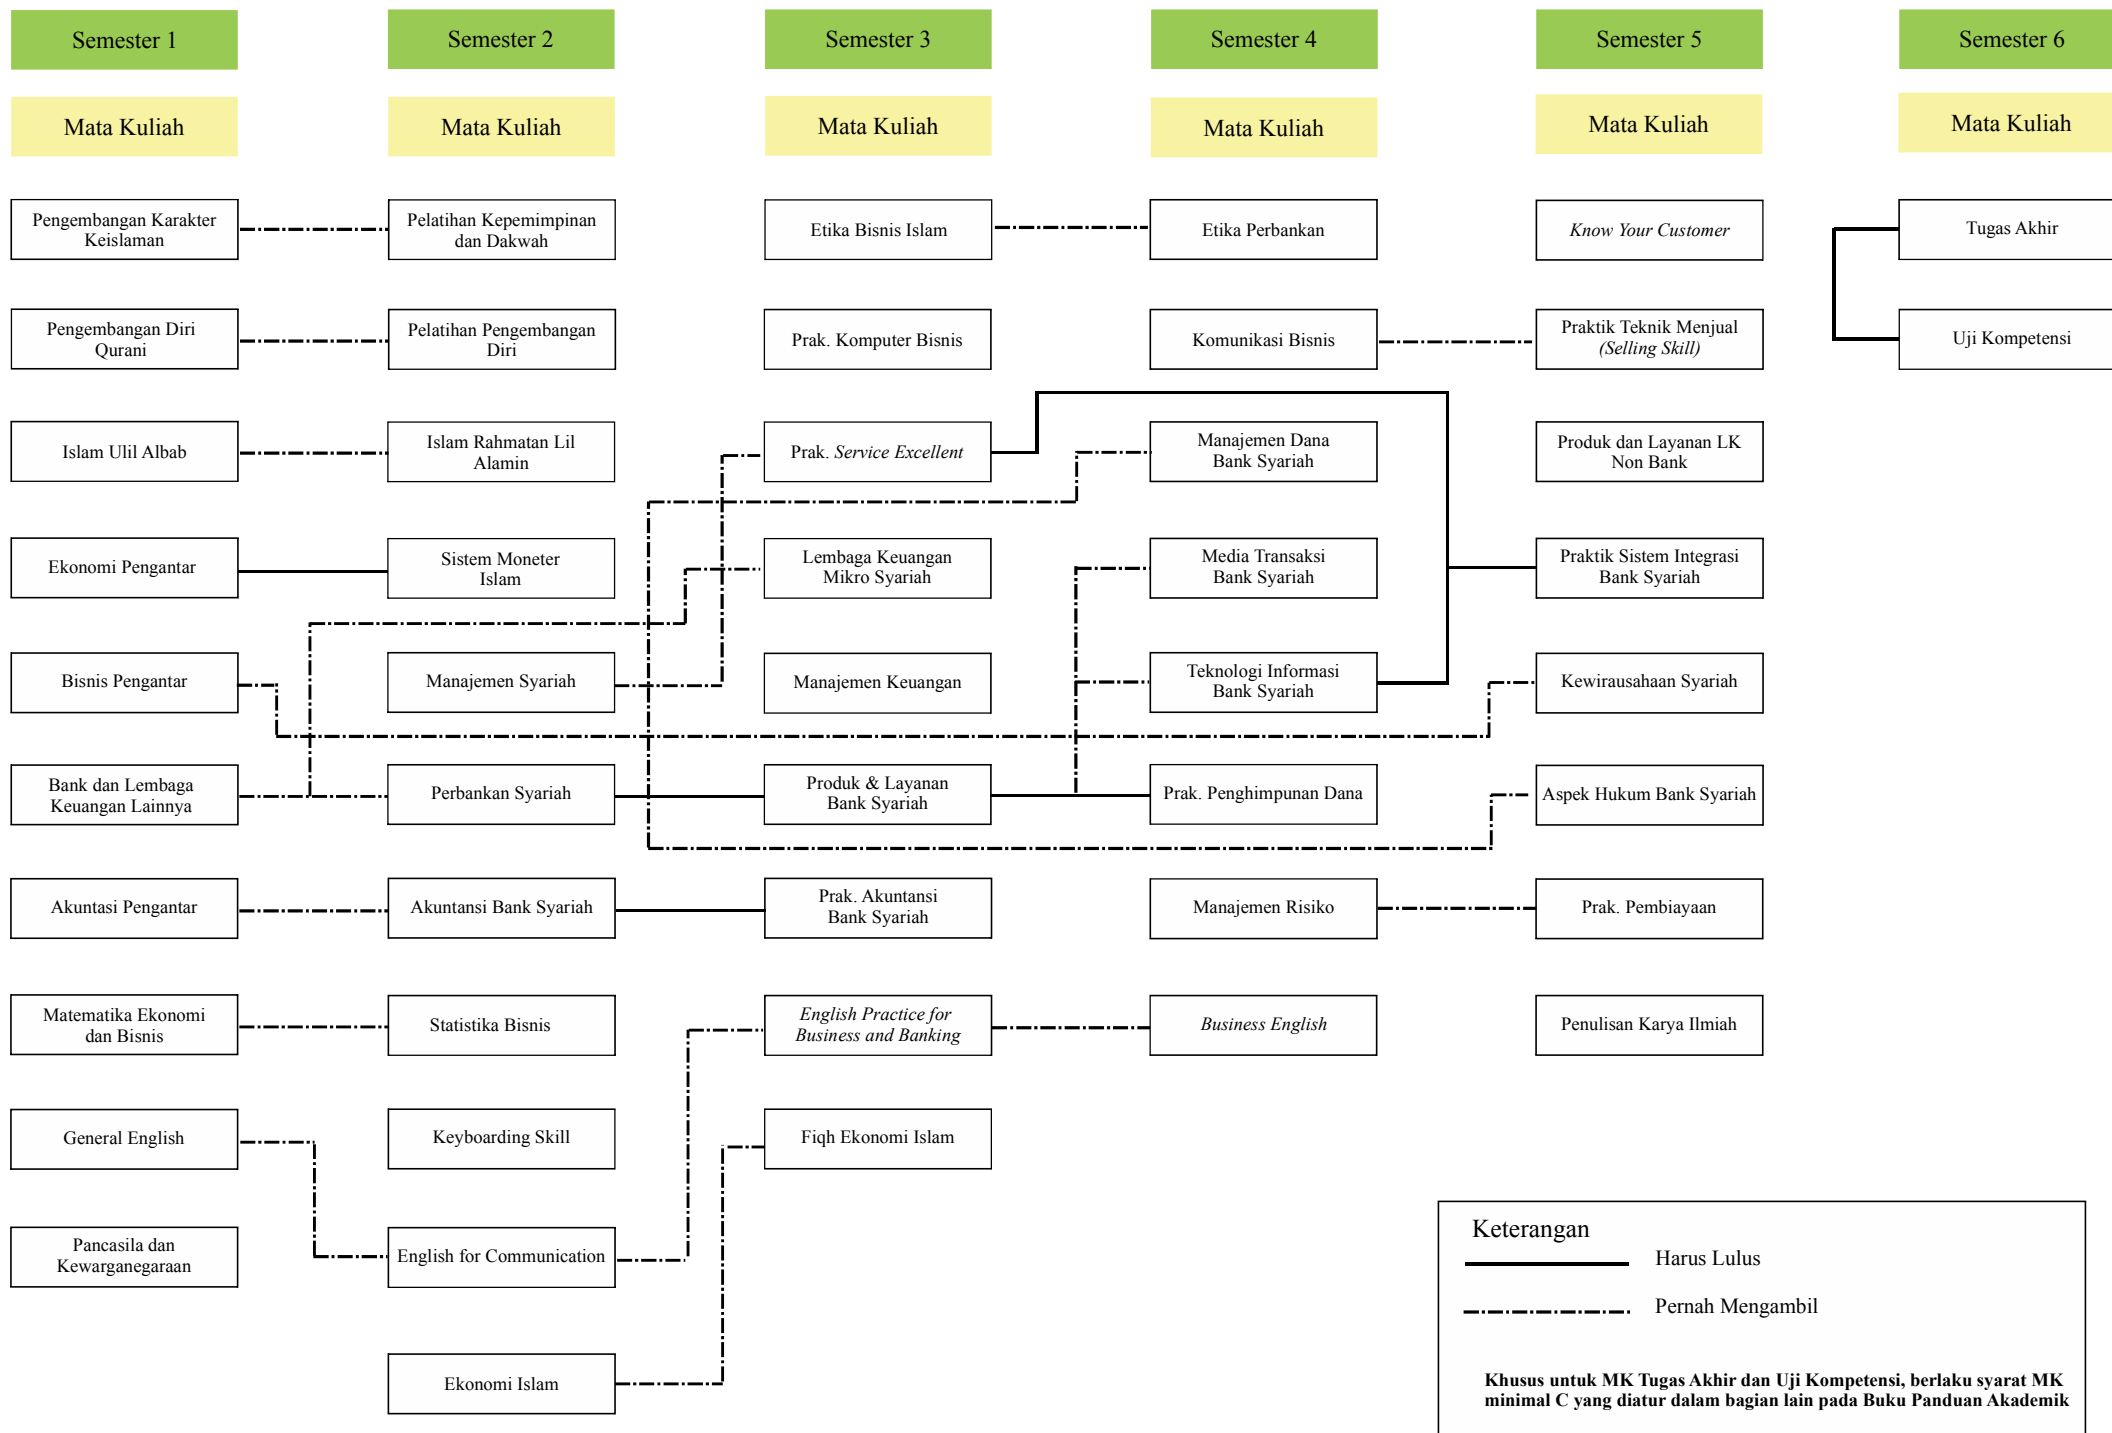 Semester 1
Semester 2
Semester 3
Semester 4
Semester 5
Semester 6
Mata Kuliah
Mata Kuliah
Mata Kuliah
Mata Kuliah
Mata Kuliah
Mata Kuliah
Pengembangan Karakter
Keislaman
Pelatihan Kepemimpinan
dan Dakwah
Etika Bisnis Islam
Etika Perbankan
Know Your Customer
Tugas Akhir
Pengembangan Diri
Qurani
Pelatihan Pengembangan
Diri
Prak. Komputer Bisnis
Komunikasi Bisnis
Praktik Teknik Menjual
(Selling Skill)
Uji Kompetensi
Islam Ulil Albab
Islam Rahmatan Lil
Alamin
Prak. Service Excellent
Manajemen Dana
Bank Syariah
Produk dan Layanan LK
Non Bank
Ekonomi Pengantar
Sistem Moneter
Islam
Lembaga Keuangan
Mikro Syariah
Media Transaksi
Bank Syariah
Praktik Sistem Integrasi
Bank Syariah
Bisnis Pengantar
Manajemen Syariah
Manajemen Keuangan
Teknologi Informasi
Bank Syariah
Kewirausahaan Syariah
Bank dan Lembaga
Keuangan Lainnya
Perbankan Syariah
Produk & Layanan
Bank Syariah
Prak. Penghimpunan Dana
Aspek Hukum Bank Syariah
Akuntasi Pengantar
Akuntansi Bank Syariah
Prak. Akuntansi
Bank Syariah
Manajemen Risiko
Prak. Pembiayaan
Matematika Ekonomi
dan Bisnis
Statistika Bisnis
English Practice for
Business and Banking
Business English
Penulisan Karya Ilmiah
General English
Keyboarding Skill
Fiqh Ekonomi Islam
Pancasila dan
Kewarganegaraan
English for Communication
Ekonomi Islam
Keterangan
Harus Lulus
Pernah Mengambil
Khusus untuk MK Tugas Akhir dan Uji Kompetensi, berlaku syarat MK
minimal C yang diatur dalam bagian lain pada Buku Panduan Akademik